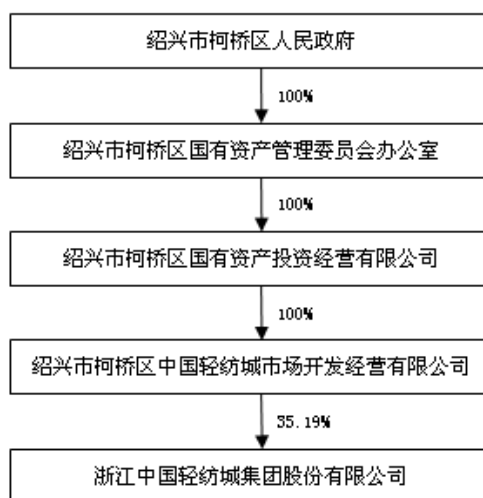 绍兴市柯桥区人民政府
100%
绍兴市柯桥区国有资产管理委员会办公室
100%
绍兴市柯桥区国有资产投资经营有限公司
100%
绍兴市柯桥区中国轻纺城市场开发经营有限公司
35.19%
浙江中国轻纺城集团股份有限公司